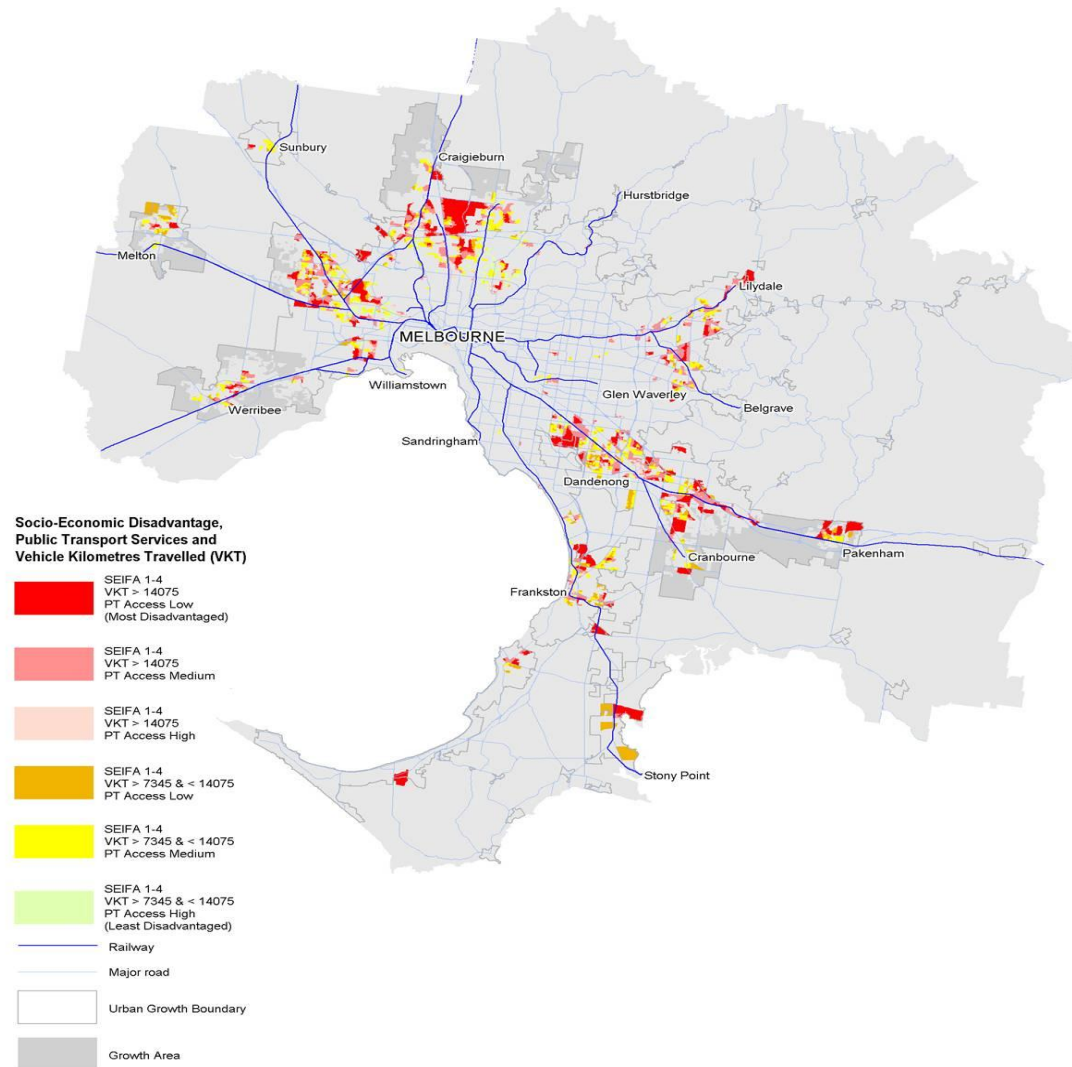 Sunbury
Craigieburn
Hurstbridge
Melton
Lilydale
MELBOURNE
Williamstown
Glen Waverley
Werribee
Belgrave
Sandringham
Dandenong
Pakenham
Cranbourne
Frankston
Stony Point
Socio-Economic Disadvantage,
Public Transport Services and
Vehicle Kilometres Travelled (VKT)
SEIFA 1-4
VKT > 14075
PT Access Low
(Most Disadvantaged)
SEIFA 1-4
VKT > 14075
PT Access Medium
SEIFA 1-4
VKT > 14075
PT Access High
SEIFA 1-4
VKT > 7345 & < 14075
PT Access Low
SEIFA 1-4
VKT > 7345 & < 14075
PT Access Medium
SEIFA 1-4
VKT > 7345 & < 14075
PT Access High
(Least Disadvantaged)
Railway
Major road
Urban Growth Boundary
Growth Area